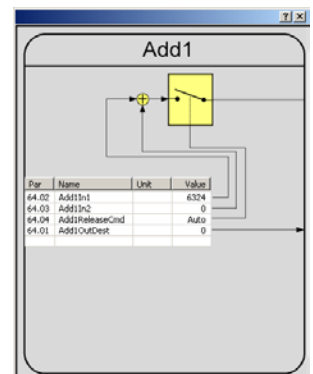 Add1
Par Name Unit Value
64.02 Add1In1 6324
64.03 Add1In2 0
64.04 Add1ReleaseCmd Auto
64.01 Add1OutDest 0